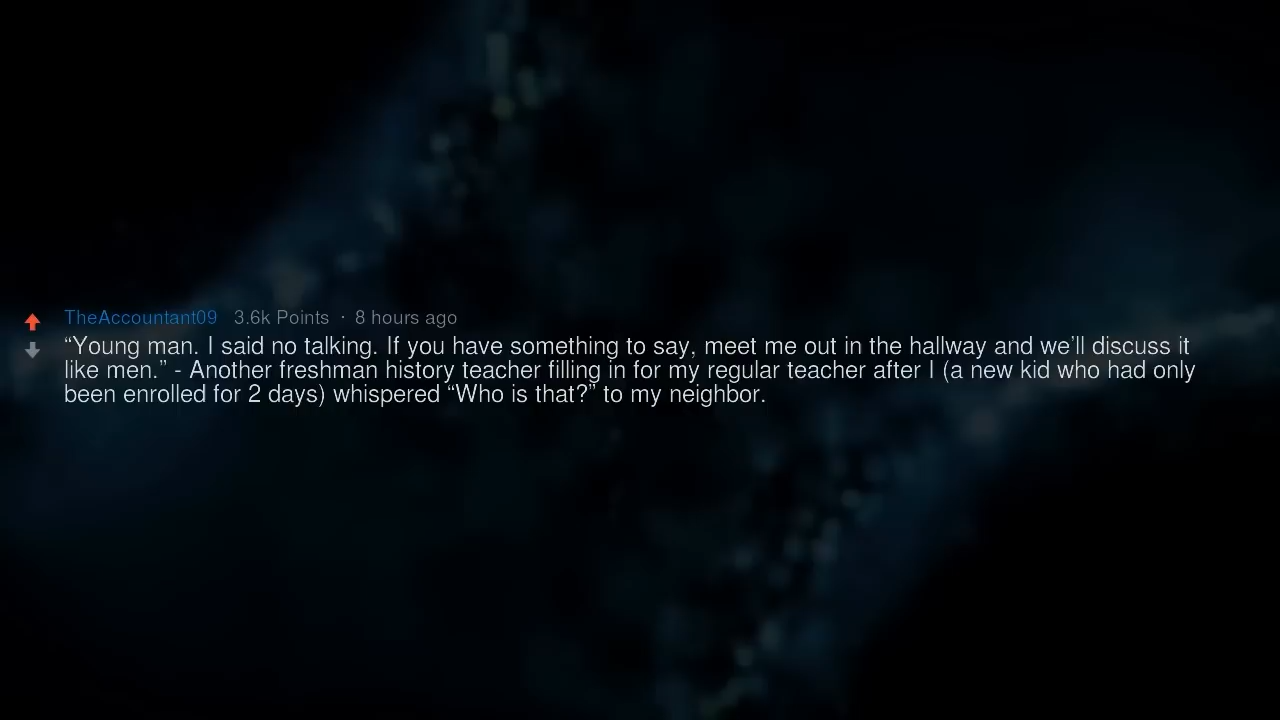 TheAccountant09 3.6k Points · 8 hours ago
“Young man. I said no talking. If you have something to say, meet me out in the hallway and we’ll discuss it
like men.” - Another freshman history teacher filling in for my regular teacher after I (a new kid who had only
been enrolled for 2 days) whispered “Who is that?” to my neighbor.